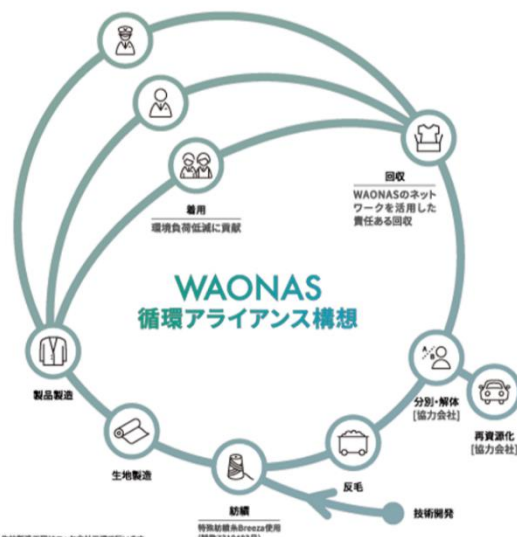 回収
WAONASのネット
ワークを活用した
責任ある回収
着用
環境負荷低減に貢献
WAONAS
循環アライアンス構想
製品製造
A
B
分別・解体
[協力会社]
再資源化
[協力会社]
生地製造
反毛
紡績
特殊紡績糸Breeza使用
技術開発